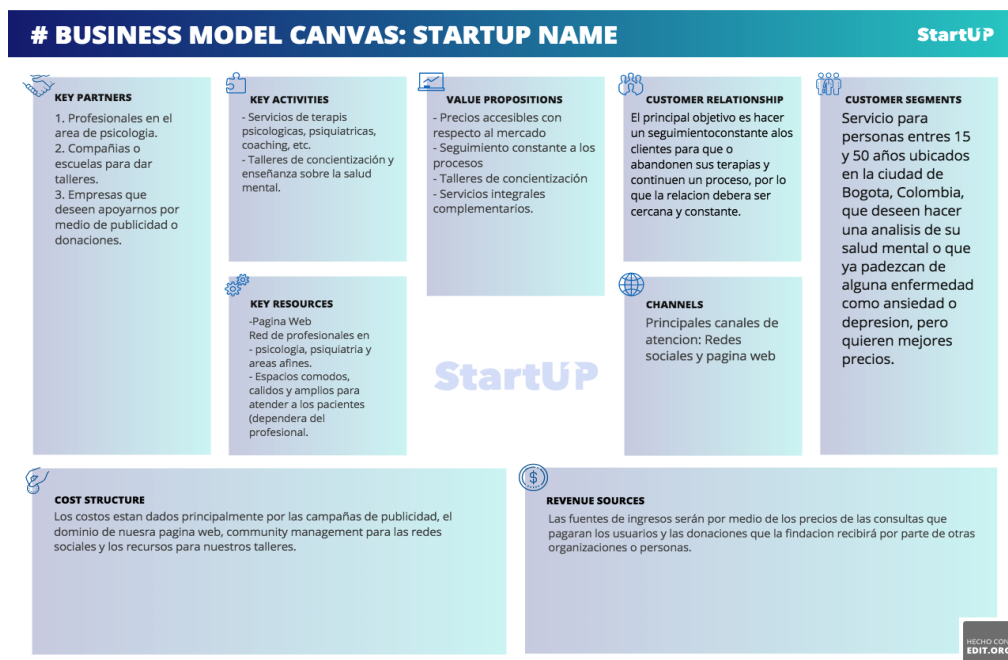 # BUSINESS MODEL CANVAS: STARTUP NAME
StartUP
KEY PARTNERS
1. Profesionales en el
area de psicologia.
2. Compañias o
escuelas para dar
talleres.
3. Empresas que
deseen apoyarnos por
medio de publicidad o
donaciones.
KEY ACTIVITIES
- Servicios de terapis
psicologicas, psiquiatricas,
coaching, etc.
- Talleres de concientización y
enseñanza sobre la salud
mental.
KEY RESOURCES
-Pagina Web
Red de profesionales en
- psicologia, psiquiatria y
areas afines.
- Espacios comodos,
calidos y amplios para
atender a los pacientes
(dependera del
profesional.
VALUE PROPOSITIONS
- Precios accesibles con
respecto al mercado
- Seguimiento constante a los
procesos
- Talleres de concientización
- Servicios integrales
complementarios.
StartUP
CUSTOMER RELATIONSHIP
El principal objetivo es hacer
un seguimientoconstante alos
clientes para que o
abandonen sus terapias y
continuen un proceso, por lo
que la relacion debera ser
cercana y constante.
CHANNELS
Principales canales de
atencion: Redes
sociales y pagina web
CUSTOMER SEGMENTS
Servicio para
personas entres 15
y 50 años ubicados
en la ciudad de
Bogota, Colombia,
que deseen hacer
una analisis de su
salud mental o que
ya padezcan de
alguna enfermedad
como ansiedad o
depresion, pero
quieren mejores
precios.
COST STRUCTURE
Los costos estan dados principalmente por las campañas de publicidad, el
dominio de nuesra pagina web, community management para las redes
sociales y los recursos para nuestros talleres.
$
REVENUE SOURCES
Las fuentes de ingresos serán por medio de los precios de las consultas que
pagaran los usuarios y las donaciones que la findacion recibirá por parte de otras
organizaciones o personas.
HECHO CON
EDIT.ORG